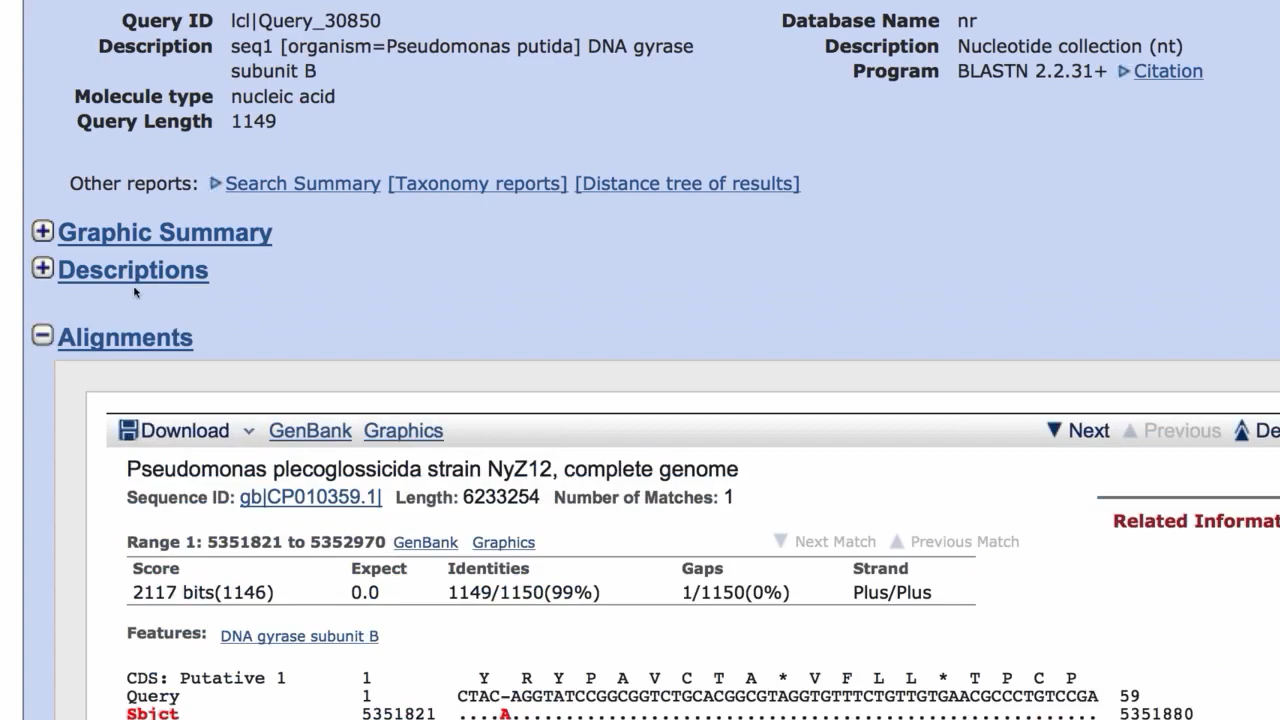 Query ID lcl|Query_30850
Description seq1 [organism=Pseudomonas putida] DNA gyrase
subunit B
Molecule type nucleic acid
Query Length 1149
Database Name nr
Description Nucleotide collection (nt)
Program BLASTN 2.2.31+ Citation
Other reports: Search Summary [Taxonomy reports] [Distance tree of results]
Graphic Summary
Descriptions
Alignments
Download GenBank Graphics Next Previous De
Pseudomonas plecoglossicida strain NyZ12, complete genome
Sequence ID: gb|CP010359.1| Length: 6233254 Number of Matches: 1
Related Informat
Range 1: 5351821 to 5352970 GenBank Graphics Next Match Previous Match
Score Expect Identities Gaps Strand
2117 bits(1146) 0.0 1149/1150(99%) 1/1150(0%) Plus/Plus
Features: DNA gyrase subunit B
CDS: Putative 1 1 Y R Y P A V C T A * V F L L * T P C P
Query 1 CTAC-AGGTATCCGGCGGTCTGCACGGCGTAGGTGTTTCTGTTGTGAACGCCCTGTCCGA 59
Sbjct 5351821 ....A....................................................... 5351880